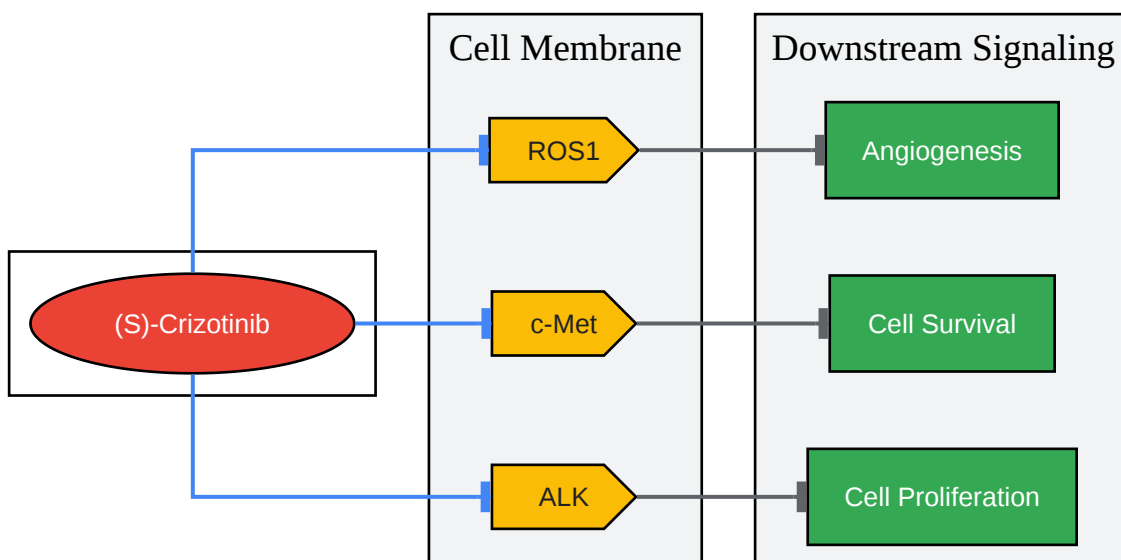 Cell Membrane
Downstream Signaling
ROS1
Angiogenesis
(S)-Crizotinib
c-Met
Cell Survival
ALK
Cell Proliferation